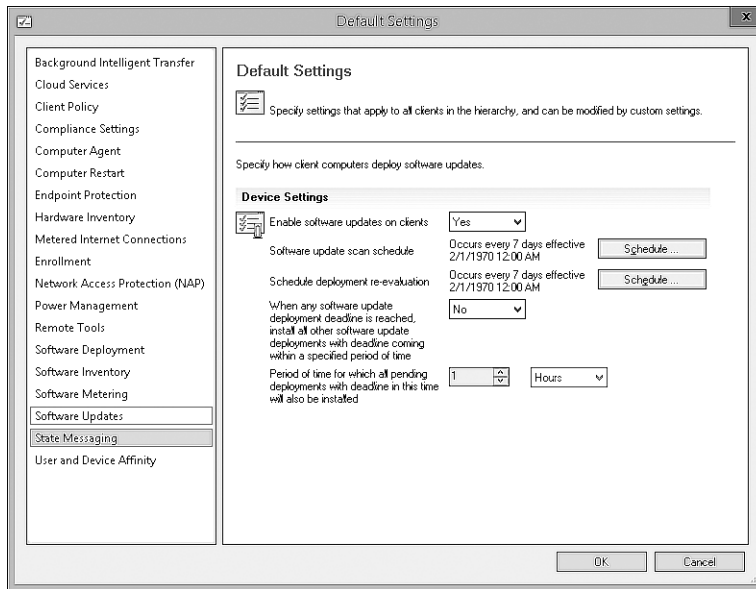 Default Settings
x
Background Intelligent Transfer
Cloud Services
Client Policy
Compliance Settings
Computer Agent
Computer Restart
Endpoint Protection
Hardware Inventory
Metered Internet Connections
Enrollment
Network Access Protection (NAP)
Power Management
Remote Tools
Software Deployment
Software Inventory
Software Metering
Software Updates
State Messaging
User and Device Affinity
Default Settings
Specify settings that apply to all clients in the hierarchy, and can be modified by custom settings.
Specify how client computers deploy software updates.
Device Settings
Enable software updates on clients
Yes
Software update scan schedule
Occurs every 7 days effective
2/1/1970 12:00 AM
Schedule ...
Schedule deployment re-evaluation
Occurs every 7 days effective
2/1/1970 12:00 AM
Schedule ...
When any software update
deployment deadline is reached,
install all other software update
deployments with deadline coming
within a specified period of time
No
Period of time for which all pending
deployments with deadline in this time
will also be installed
1
Hours
OK
Cancel